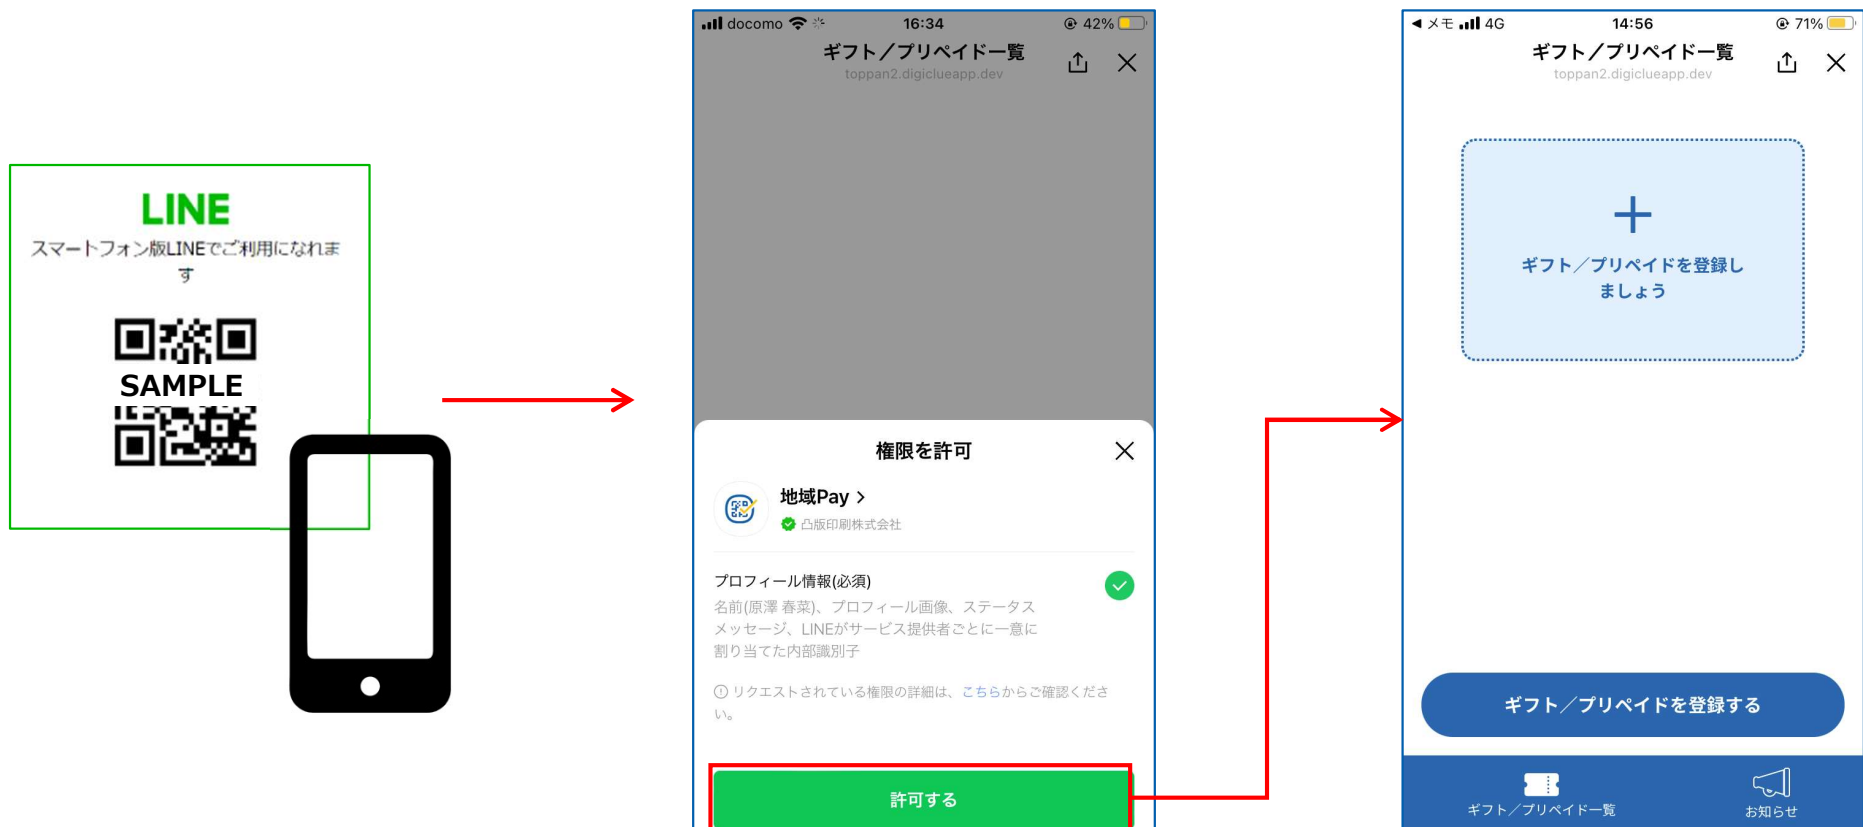 LINE
スマートフォン版LINEでご利用になれま
す
SAMPLE
docomo 16:34 42%
ギフト／プリペイド一覧
toppan2.digiclueapp.dev
権限を許可
地域Pay
凸版印刷株式会社
プロフィール情報(必須)
名前(原澤 春菜)、プロフィール画像、ステータス
メッセージ、LINEがサービス提供者ごとに一意に
割り当てた内部識別子
リクエストされている権限の詳細は、こちらからご確認くださ
い。
許可する
メモ 4G 14:56 71%
ギフト／プリペイド一覧
toppan2.digiclueapp.dev
ギフト／プリペイドを登録し
ましょう
ギフト／プリペイドを登録する
ギフト／プリペイド一覧
お知らせ